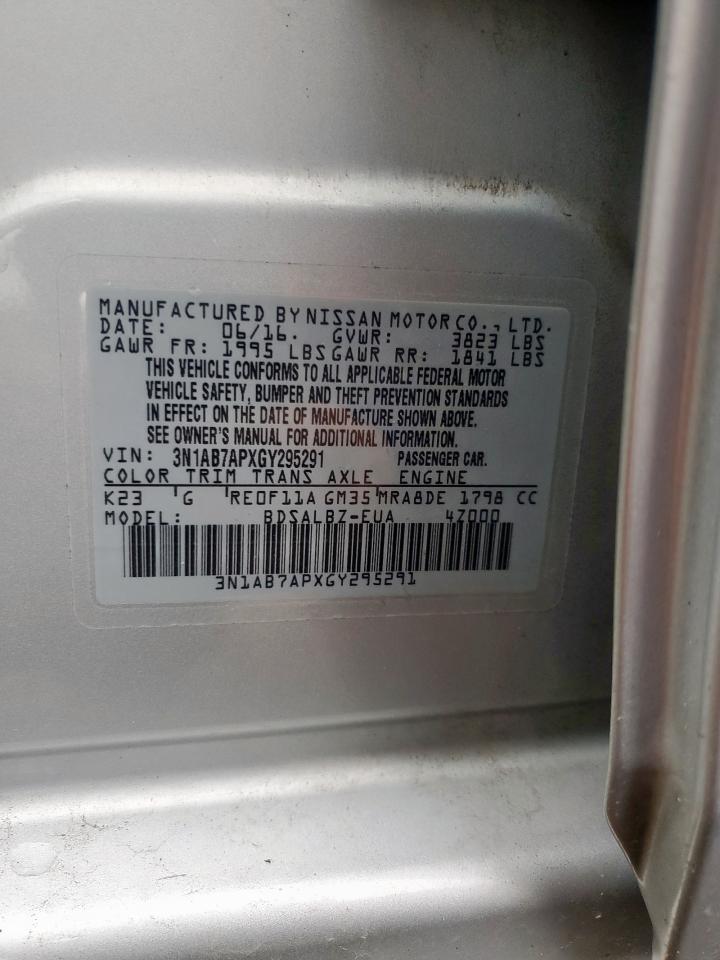 MANUFACTURED BY NISSAN MOTOR CO., LTD.
DATE: 06/16. GVWR: 3823 LBS
GAWR FR: 1995 LBS GAWR RR: 1841 LBS
THIS VEHICLE CONFORMS TO ALL APPLICABLE FEDERAL MOTOR
VEHICLE SAFETY, BUMPER AND THEFT PREVENTION STANDARDS
IN EFFECT ON THE DATE OF MANUFACTURE SHOWN ABOVE.
SEE OWNER'S MANUAL FOR ADDITIONAL INFORMATION.
VIN: 3N1AB7APXGY295291 PASSENGER CAR.
COLOR TRIM TRANS AXLE ENGINE
K23 G RE0F11A GM35 MRA8DE 1798 CC
MODEL: BDSALBZ-EUA 4Z000
3N1AB7APXGY295291